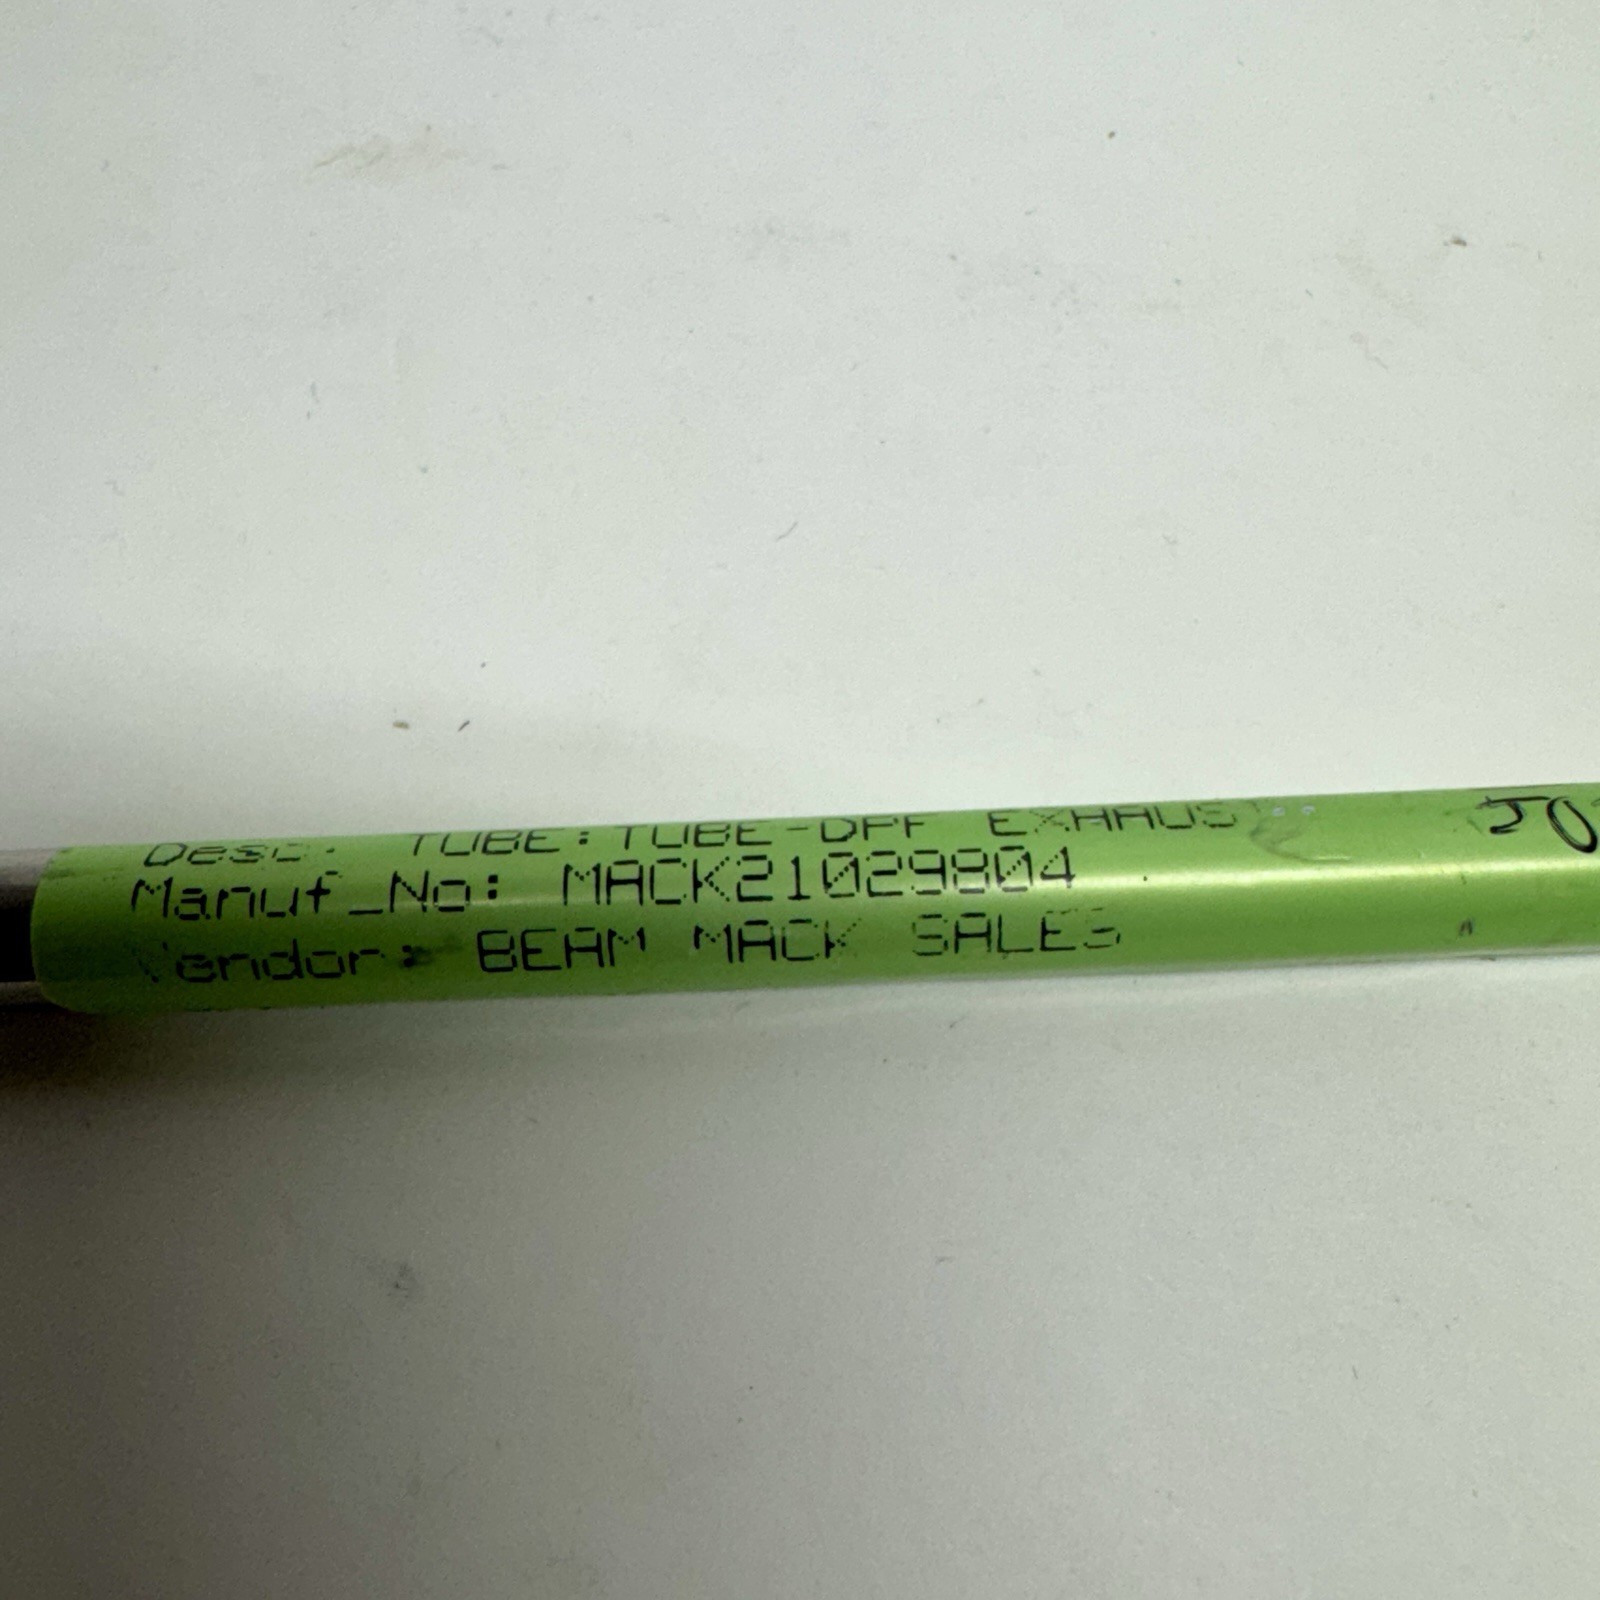 Desc: TUBE:TUBE-DPF EXHAUS
Manuf_No: MACK21029804
Vendor: BEAM MACK SALES